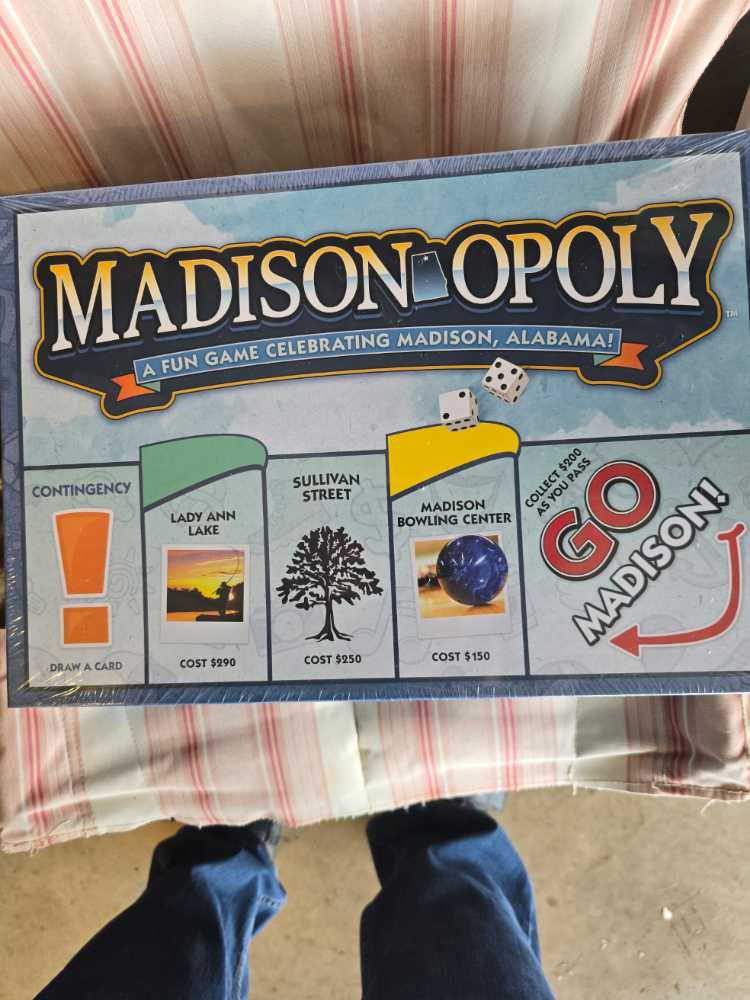 MADISON OPOLY
TM
A FUN GAME CELEBRATING MADISON, ALABAMA!
CONTINGENCY
!
DRAW A CARD
LADY ANN
LAKE
COST $290
SULLIVAN
STREET
COST $250
MADISON
BOWLING CENTER
COST $150
COLLECT $200
AS YOU PASS
GO
MADISON!